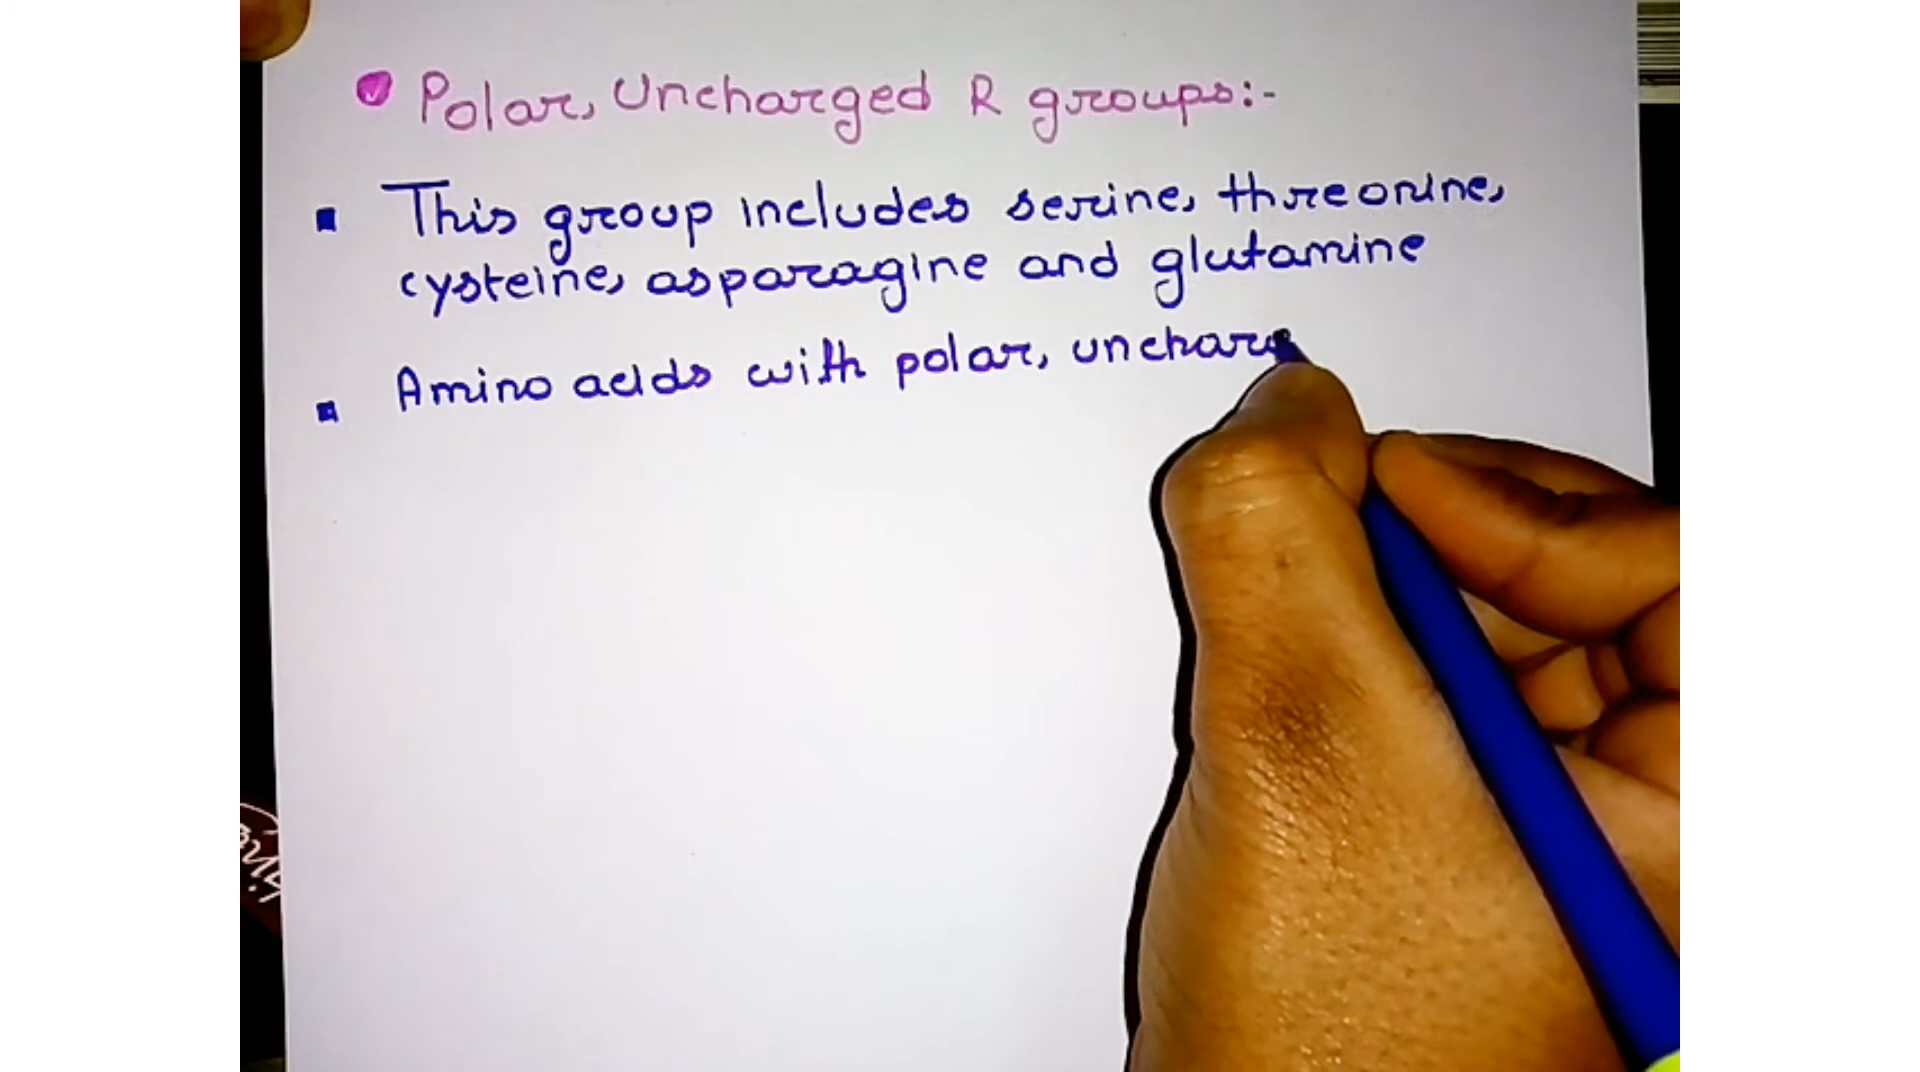 Polar, Uncharged R groups:-
This group includes serine, threonine,
cysteine, asparagine and glutamine
Amino acids with polar, unchar